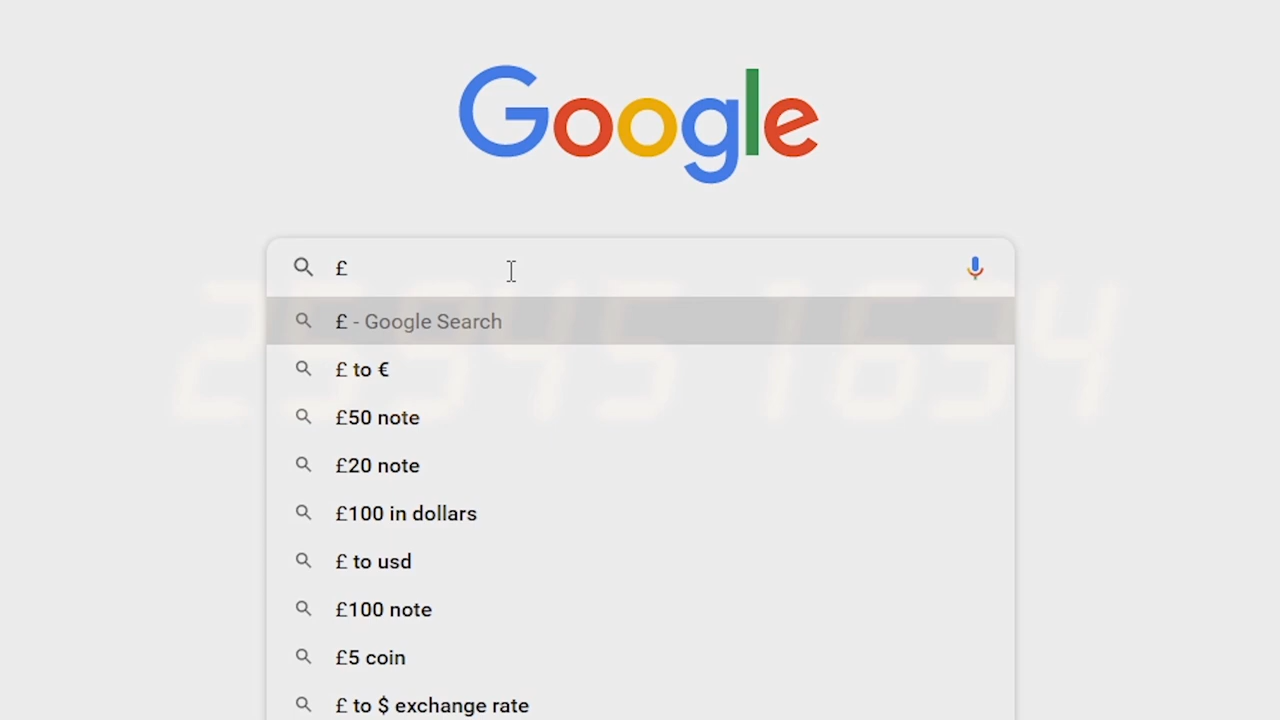 Google
£
£ - Google Search
£ to €
£50 note
£20 note
£100 in dollars
£ to usd
£100 note
£5 coin
£ to $ exchange rate